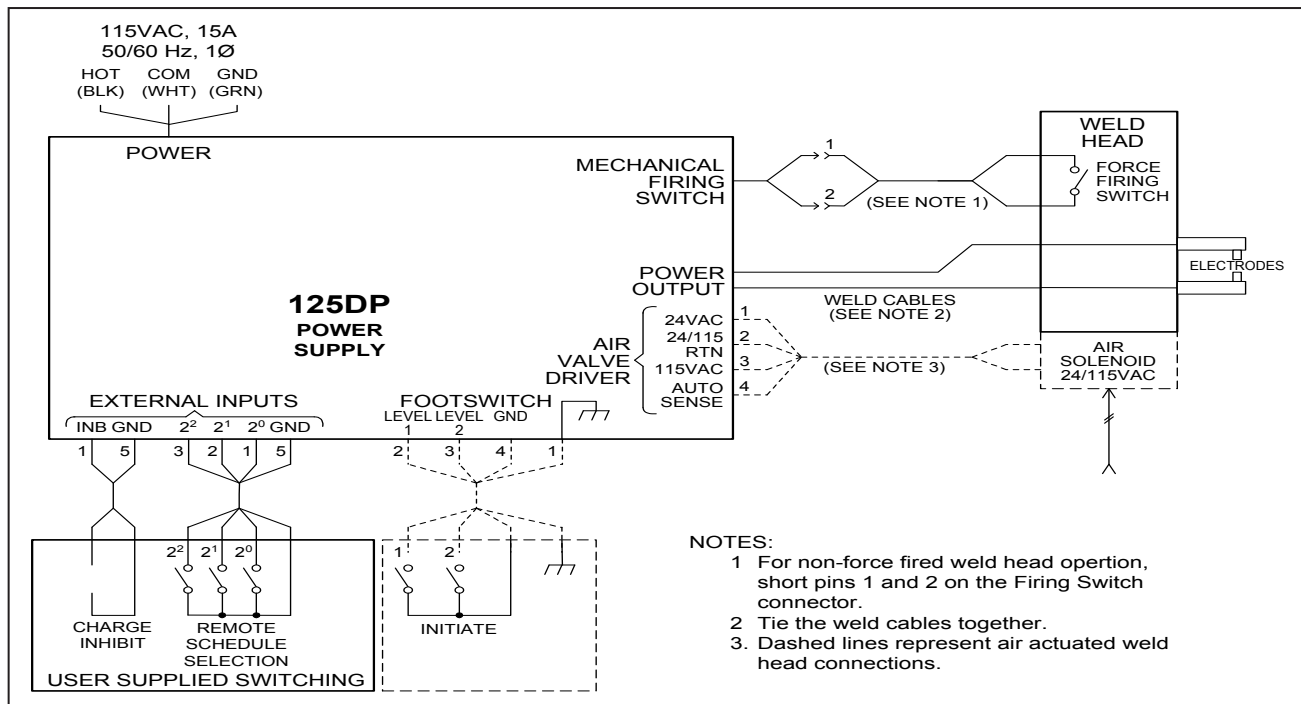 115VAC, 15A
50/60 Hz, 1Ø
HOT COM GND
(BLK) (WHT) (GRN)
POWER
MECHANICAL
FIRING
SWITCH
1
2
(SEE NOTE 1)
WELD
HEAD
FORCE
FIRING
SWITCH
POWER
OUTPUT
WELD CABLES
(SEE NOTE 2)
ELECTRODES
125DP
POWER
SUPPLY
AIR
VALVE
DRIVER
24VAC 1
24/115 2
RTN
115VAC 3
AUTO 4
SENSE
(SEE NOTE 3)
AIR
SOLENOID
24/115VAC
EXTERNAL INPUTS
INB GND 2² 2¹ 2⁰ GND
1 5 3 2 1 5
FOOTSWITCH
LEVEL LEVEL GND
1 2
2 3 4 1
2² 2¹ 2⁰
CHARGE
INHIBIT
REMOTE
SCHEDULE
SELECTION
USER SUPPLIED SWITCHING
1 2
INITIATE
NOTES:
1 For non-force fired weld head opertion,
short pins 1 and 2 on the Firing Switch
connector.
2 Tie the weld cables together.
3. Dashed lines represent air actuated weld
head connections.